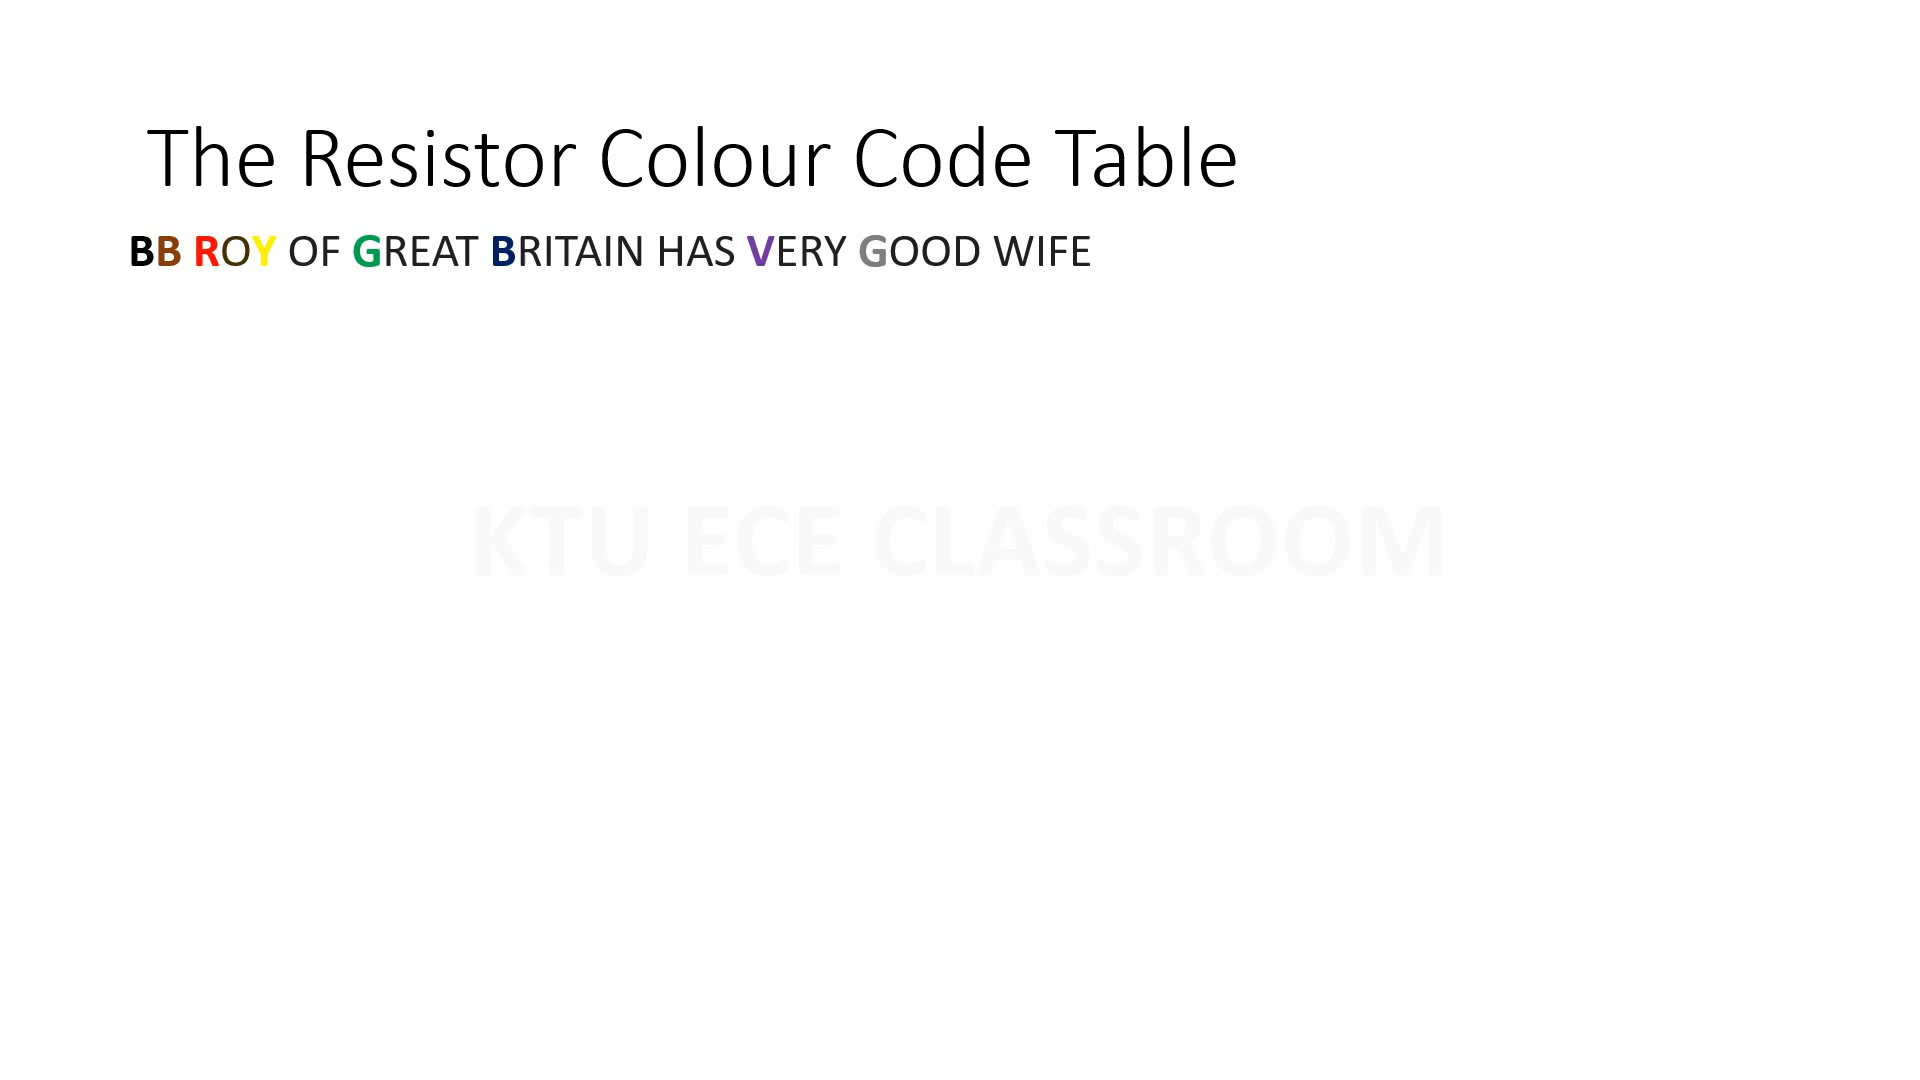 The Resistor Colour Code Table
BB ROY OF GREAT BRITAIN HAS VERY GOOD WIFE
KTU ECE CLASSROOM